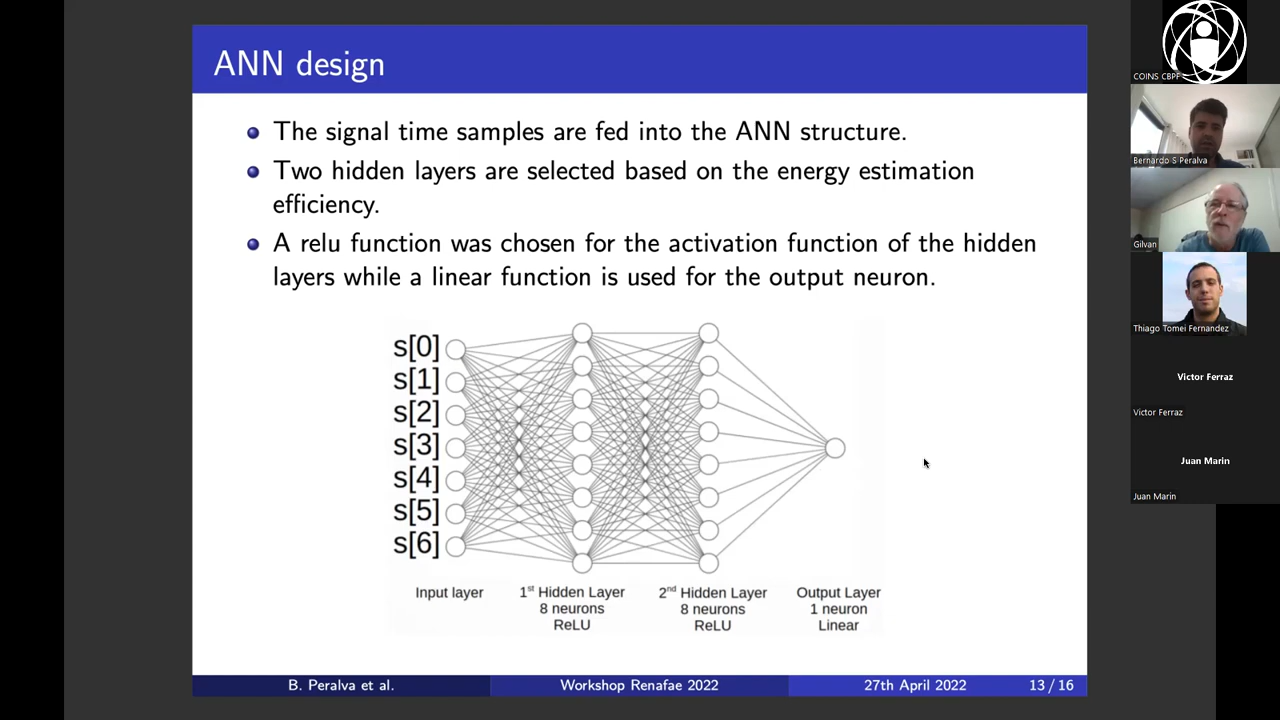 ANN design
The signal time samples are fed into the ANN structure.
Two hidden layers are selected based on the energy estimation
efficiency.
A relu function was chosen for the activation function of the hidden
layers while a linear function is used for the output neuron.
s[0]
s[1]
s[2]
s[3]
s[4]
s[5]
s[6]
Input layer
1st Hidden Layer
8 neurons
ReLU
2nd Hidden Layer
8 neurons
ReLU
Output Layer
1 neuron
Linear
B. Peralva et al.
Workshop Renafae 2022
27th April 2022
13 / 16
COINS CBPF
Bernardo S Peralva
Gilvan
Thiago Tomei Fernandez
Victor Ferraz
Victor Ferraz
Juan Marin
Juan Marin